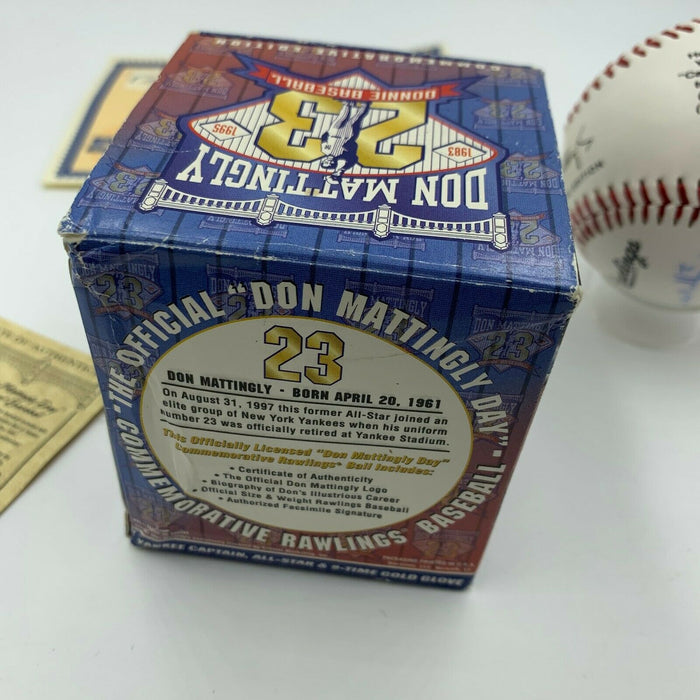 COMMEMORATIVE EDITION
DONNIE BASEBALL
23
1983
1995
DON MATTINGLY
"THE OFFICIAL "DON MATTINGLY DAY"
COMMEMORATIVE RAWLINGS BASEBALL
23
DON MATTINGLY - BORN APRIL 20, 1961
On August 31, 1997 this former All-Star joined an
elite group of New York Yankees when his uniform
number 23 was officially retired at Yankee Stadium.
This Officially Licensed "Don Mattingly Day"
Commemorative Rawlings® Ball Includes:
• Certificate of Authenticity
• The Official Don Mattingly Logo
• Biography of Don's Illustrious Career
• Official Size & Weight Rawlings Baseball
• Authorized Facsimile Signature
YANKEE CAPTAIN, ALL-STAR & 9-TIME GOLD GLOVE